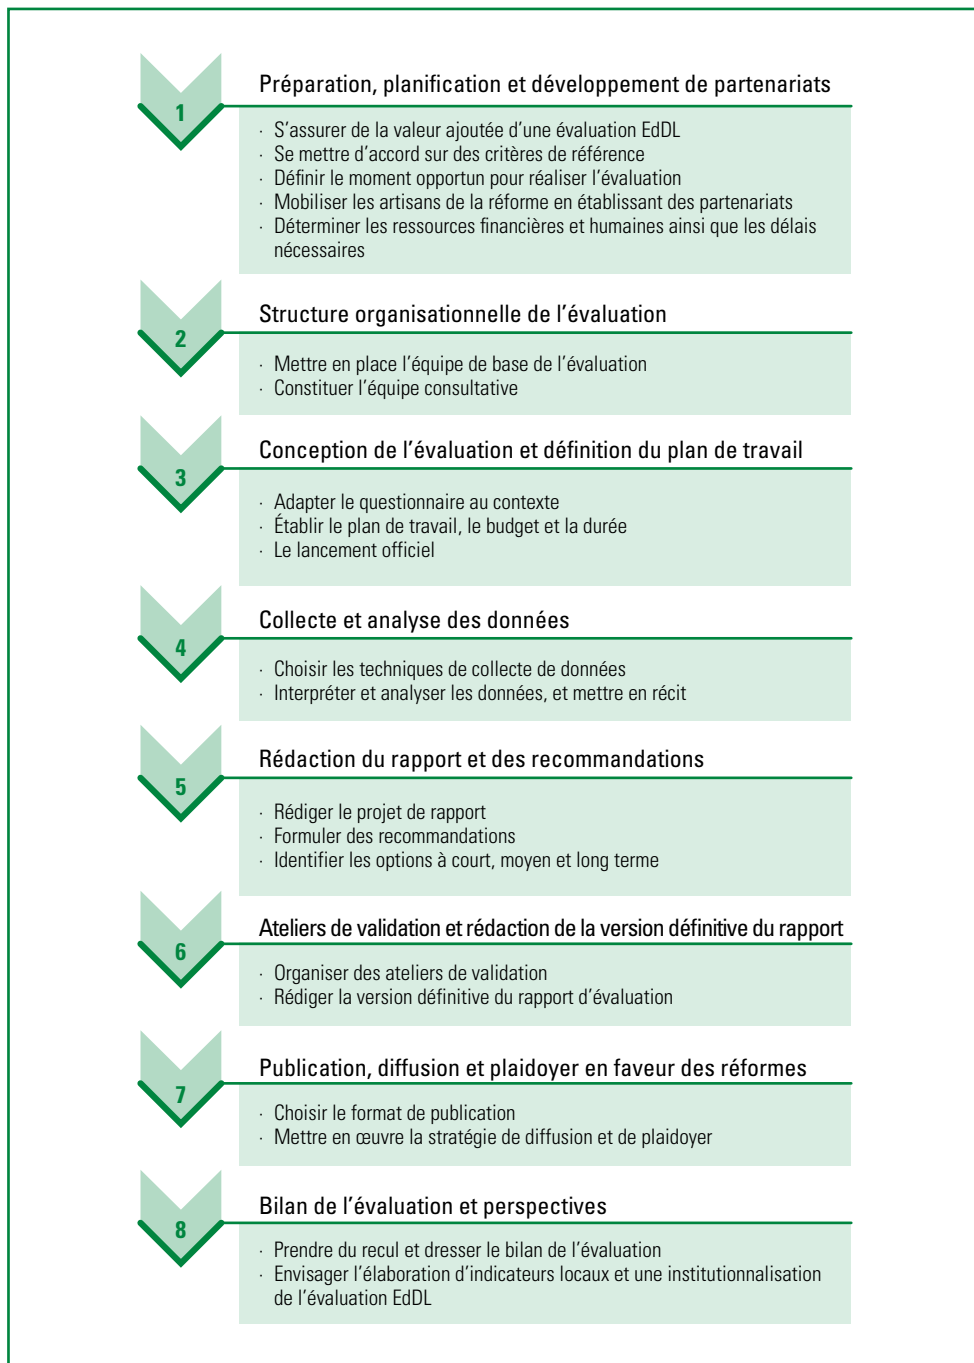 1
Préparation, planification et développement de partenariats
· S’assurer de la valeur ajoutée d’une évaluation EdDL
· Se mettre d’accord sur des critères de référence
· Définir le moment opportun pour réaliser l’évaluation
· Mobiliser les artisans de la réforme en établissant des partenariats
· Déterminer les ressources financières et humaines ainsi que les délais
nécessaires
2
Structure organisationnelle de l’évaluation
· Mettre en place l’équipe de base de l’évaluation
· Constituer l’équipe consultative
3
Conception de l’évaluation et définition du plan de travail
· Adapter le questionnaire au contexte
· Établir le plan de travail, le budget et la durée
· Le lancement officiel
4
Collecte et analyse des données
· Choisir les techniques de collecte de données
· Interpréter et analyser les données, et mettre en récit
5
Rédaction du rapport et des recommandations
· Rédiger le projet de rapport
· Formuler des recommandations
· Identifier les options à court, moyen et long terme
6
Ateliers de validation et rédaction de la version définitive du rapport
· Organiser des ateliers de validation
· Rédiger la version définitive du rapport d’évaluation
7
Publication, diffusion et plaidoyer en faveur des réformes
· Choisir le format de publication
· Mettre en œuvre la stratégie de diffusion et de plaidoyer
8
Bilan de l’évaluation et perspectives
· Prendre du recul et dresser le bilan de l’évaluation
· Envisager l’élaboration d’indicateurs locaux et une institutionnalisation
de l’évaluation EdDL